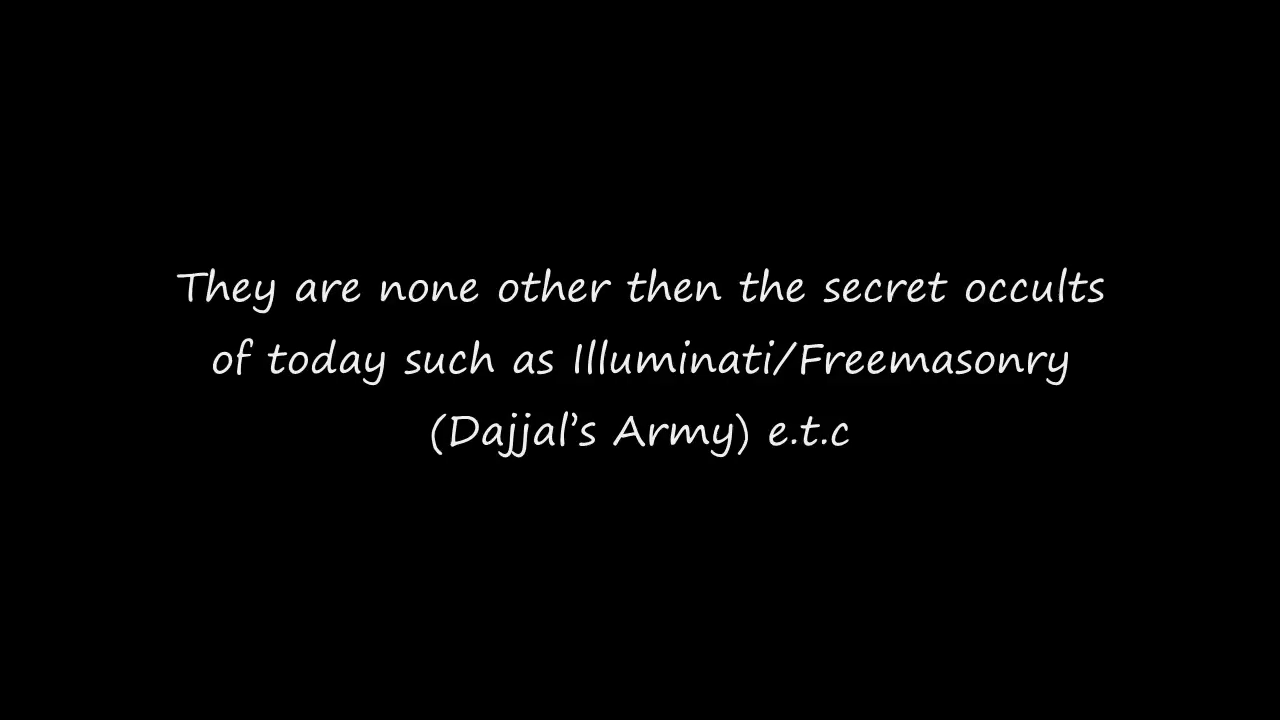 They are none other then the secret occults
of today such as Illuminati/Freemasonry
(Dajjal’s Army) e.t.c